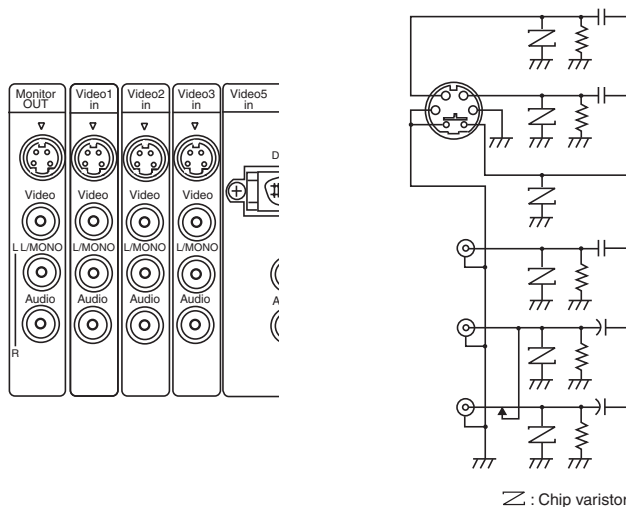 Monitor OUT
Video1 in
Video2 in
Video3 in
Video5 in
D
Video
Video
Video
Video
L L/MONO
L/MONO
L/MONO
L/MONO
Audio
Audio
Audio
Audio
A
R
: Chip varistor